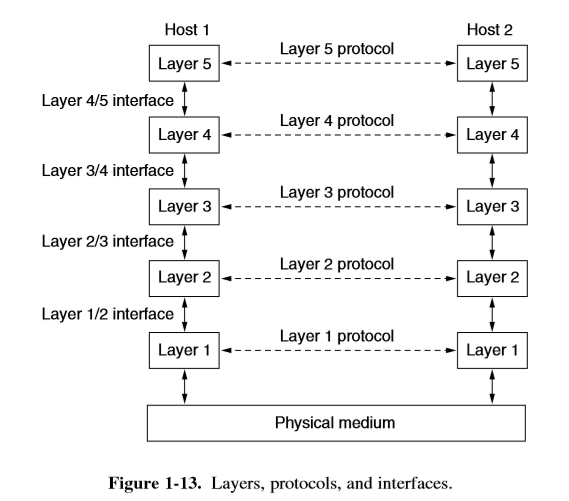 Host 1 Host 2
Layer 5 Layer 5 protocol Layer 5
Layer 4/5 interface
Layer 4 Layer 4 protocol Layer 4
Layer 3/4 interface
Layer 3 Layer 3 protocol Layer 3
Layer 2/3 interface
Layer 2 Layer 2 protocol Layer 2
Layer 1/2 interface
Layer 1 Layer 1 protocol Layer 1
Physical medium
Figure 1-13. Layers, protocols, and interfaces.